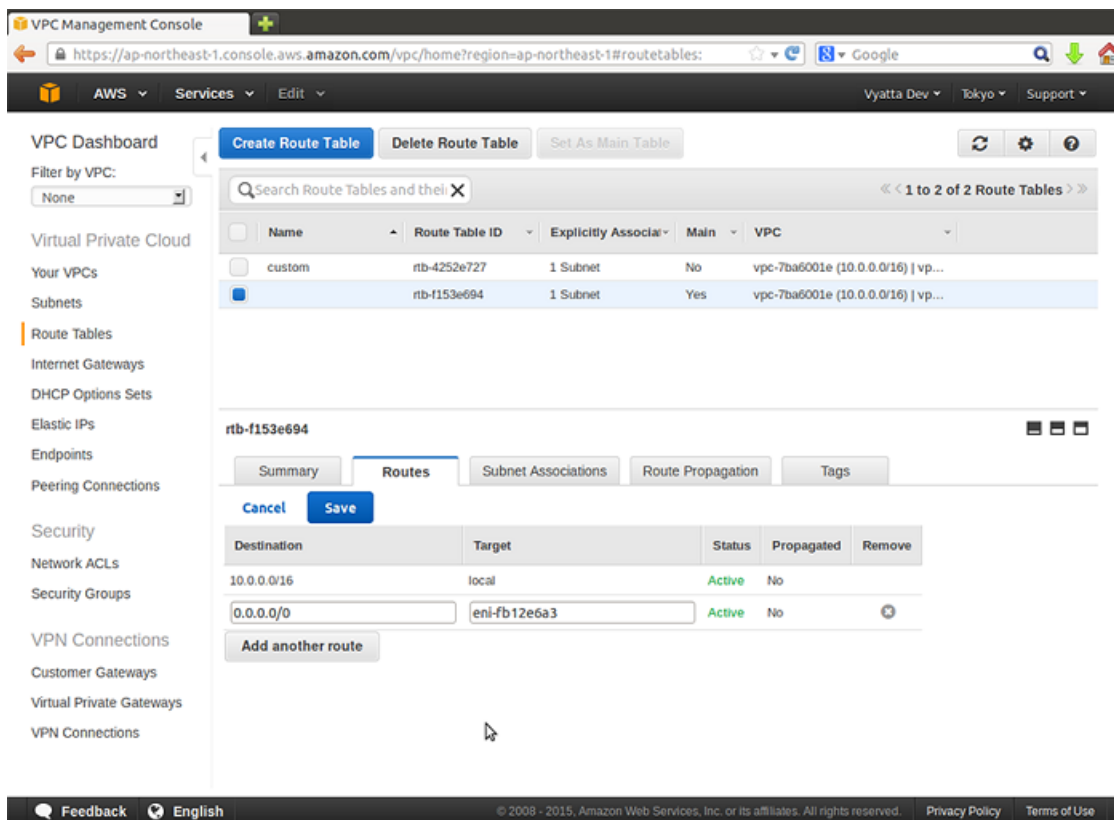 VPC Management Console
https://ap-northeast-1.console.aws.amazon.com/vpc/home?region=ap-northeast-1#routetables: Google
AWS Services Edit Vyatta Dev Tokyo Support
VPC Dashboard
Filter by VPC:
None
Virtual Private Cloud
Your VPCs
Subnets
Route Tables
Internet Gateways
DHCP Options Sets
Elastic IPs
Endpoints
Peering Connections
Security
Network ACLs
Security Groups
VPN Connections
Customer Gateways
Virtual Private Gateways
VPN Connections
Create Route Table Delete Route Table Set As Main Table
Search Route Tables and thei X 1 to 2 of 2 Route Tables
Name Route Table ID Explicitly Associat Main VPC
custom rtb-4252e727 1 Subnet No vpc-7ba6001e (10.0.0.0/16) | vp...
rtb-f153e694 1 Subnet Yes vpc-7ba6001e (10.0.0.0/16) | vp...
rtb-f153e694
Summary Routes Subnet Associations Route Propagation Tags
Cancel Save
Destination Target Status Propagated Remove
10.0.0.0/16 local Active No
0.0.0.0/0 eni-fb12e6a3 Active No
Add another route
Feedback English © 2008 - 2015, Amazon Web Services, Inc. or its affiliates. All rights reserved. Privacy Policy Terms of Use